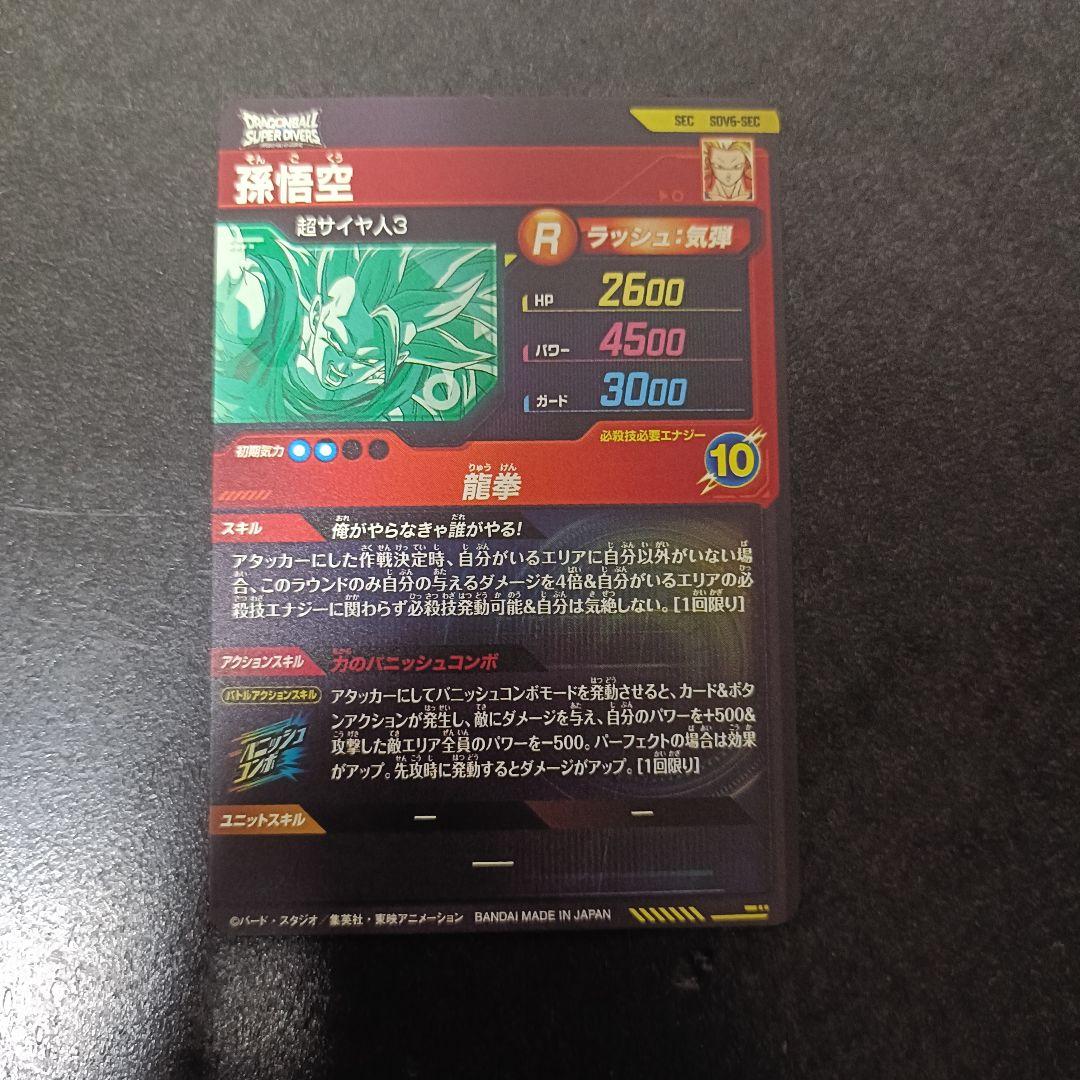 DRAGONBALL
SUPER DIVERS
SEC SDV6-SEC
そん ご くう
孫悟空
超サイヤ人3
R ラッシュ:気弾
HP 2600
パワー 4500
ガード 3000
初期気力
必殺技必要エナジー
10
りゅう けん
龍拳
スキル
おれ だれ
俺がやらなきゃ誰がやる!
アタッカーにした作戦決定時、自分がいるエリアに自分以外がいない場
合、このラウンドのみ自分の与えるダメージを4倍&自分がいるエリアの必
殺技エナジーに関わらず必殺技発動可能&自分は気絶しない。[1回限り]
アクションスキル
力のバニッシュコンボ
バトルアクションスキル
アタッカーにしてバニッシュコンボモードを発動させると、カード&ボタ
ンアクションが発生し、敵にダメージを与え、自分のパワーを+500&
攻撃した敵エリア全員のパワーを-500。パーフェクトの場合は効果
がアップ。先攻時に発動するとダメージがアップ。[1回限り]
バニッシュ
コンボ
ユニットスキル
— —
—
©バード・スタジオ/集英社・東映アニメーション BANDAI MADE IN JAPAN